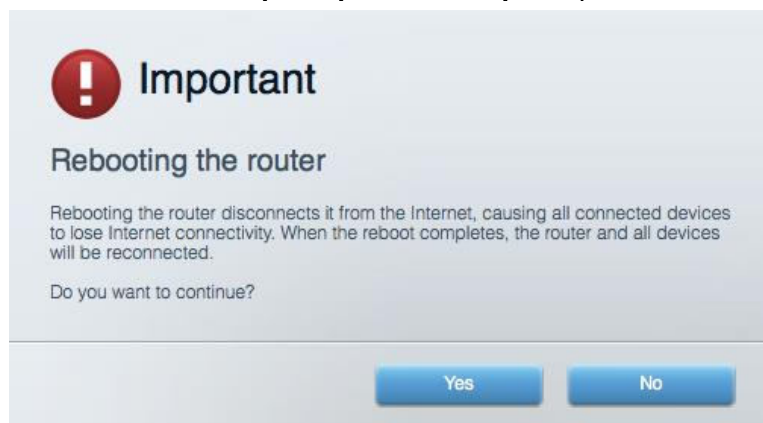 Important
Rebooting the router
Rebooting the router disconnects it from the Internet, causing all connected devices
to lose Internet connectivity. When the reboot completes, the router and all devices
will be reconnected.
Do you want to continue?
Yes No